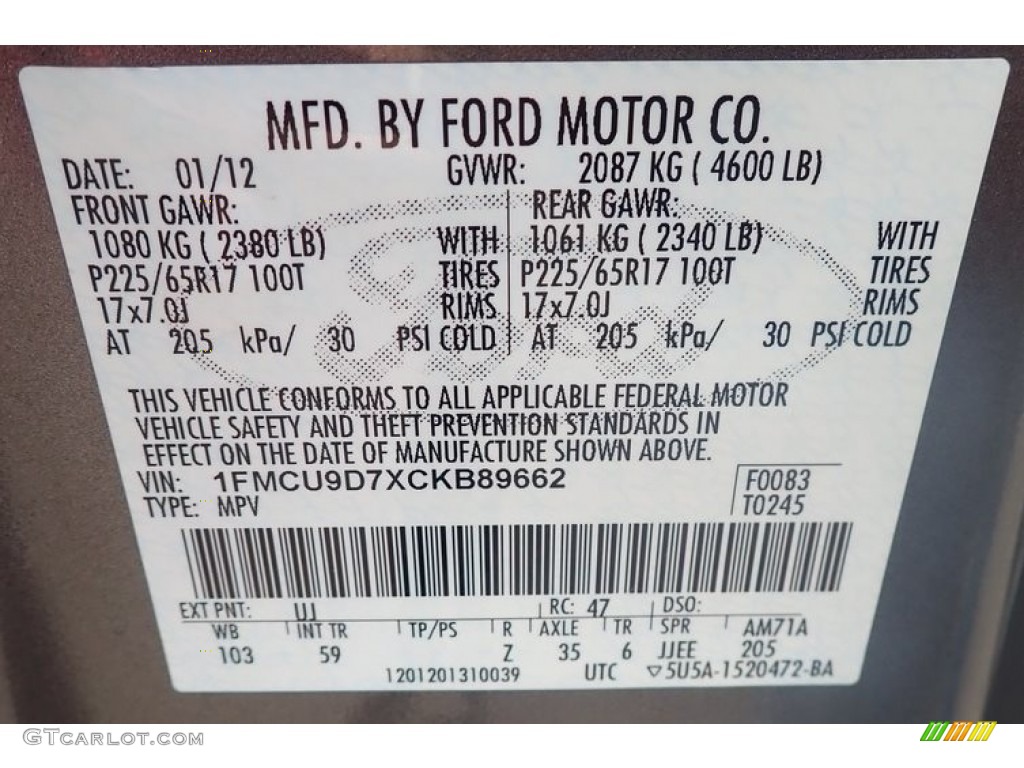 MFD. BY FORD MOTOR CO.
DATE: 01/12 GVWR: 2087 KG ( 4600 LB)
FRONT GAWR: REAR GAWR:
1080 KG ( 2380 LB) WITH 1061 KG ( 2340 LB) WITH
P225/65R17 100T TIRES P225/65R17 100T TIRES
17x7.0J RIMS 17x7.0J RIMS
AT 205 kPa/ 30 PSI COLD AT 205 kPa/ 30 PSI COLD
Ford
THIS VEHICLE CONFORMS TO ALL APPLICABLE FEDERAL MOTOR
VEHICLE SAFETY AND THEFT PREVENTION STANDARDS IN
EFFECT ON THE DATE OF MANUFACTURE SHOWN ABOVE.
VIN: 1FMCU9D7XCKB89662 F0083
TYPE: MPV T0245
EXT PNT: UJ RC: 47 DSO:
WB INT TR TP/PS R AXLE TR SPR AM71A
103 59 Z 35 6 JJEE 205
1201201310039 UTC ▽5U5A-1520472-BA
GTCARLOT.COM